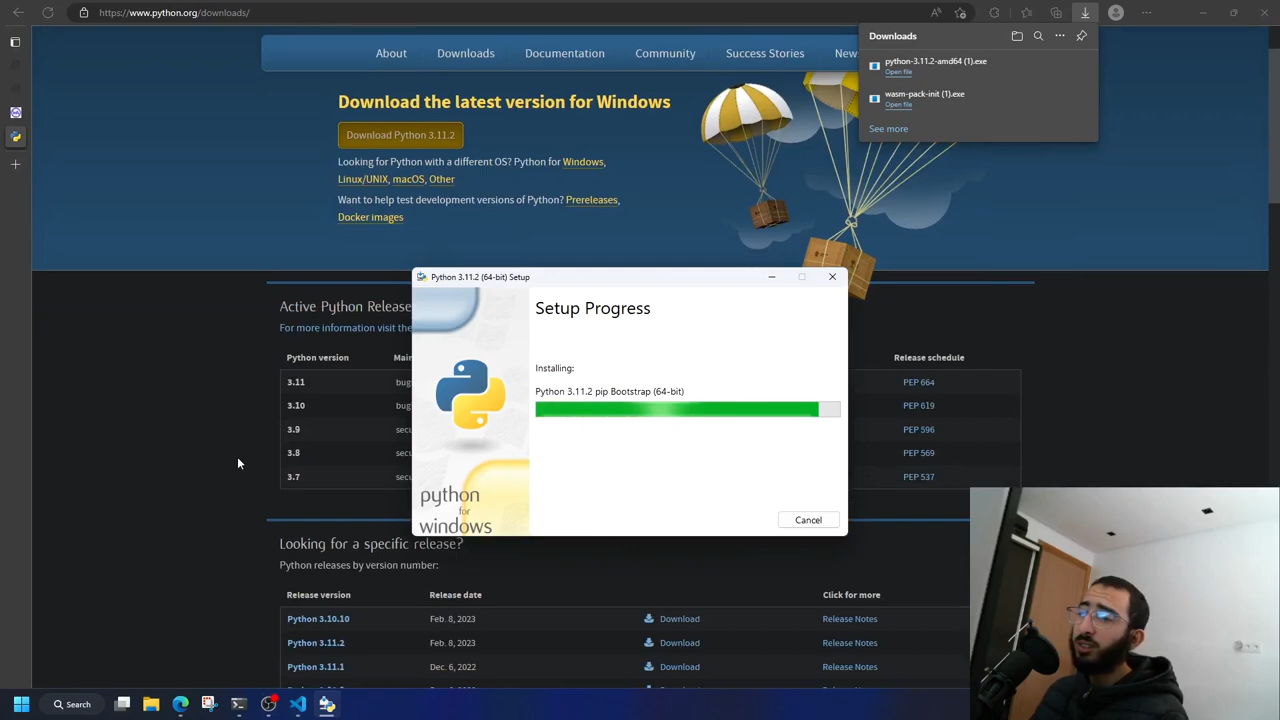 https://www.python.org/downloads/
About
Downloads
Documentation
Community
Success Stories
New
Downloads
python-3.11.2-amd64 (1).exe
Open file
wasm-pack-init (1).exe
Open file
See more
Download the latest version for Windows
Download Python 3.11.2
Looking for Python with a different OS? Python for Windows,
Linux/UNIX, macOS, Other
Want to help test development versions of Python? Prereleases,
Docker images
Python 3.11.2 (64-bit) Setup
Setup Progress
Installing:
Python 3.11.2 pip Bootstrap (64-bit)
python
for
windows
Cancel
Active Python Release
For more information visit the
Python version
Main
Release schedule
3.11
bug
PEP 664
3.10
bug
PEP 619
3.9
secu
PEP 596
3.8
secu
PEP 569
3.7
secu
PEP 537
Looking for a specific release?
Python releases by version number:
Release version
Release date
Click for more
Python 3.10.10
Feb. 8, 2023
Download
Release Notes
Python 3.11.2
Feb. 8, 2023
Download
Release Notes
Python 3.11.1
Dec. 6, 2022
Download
Release Notes
Search